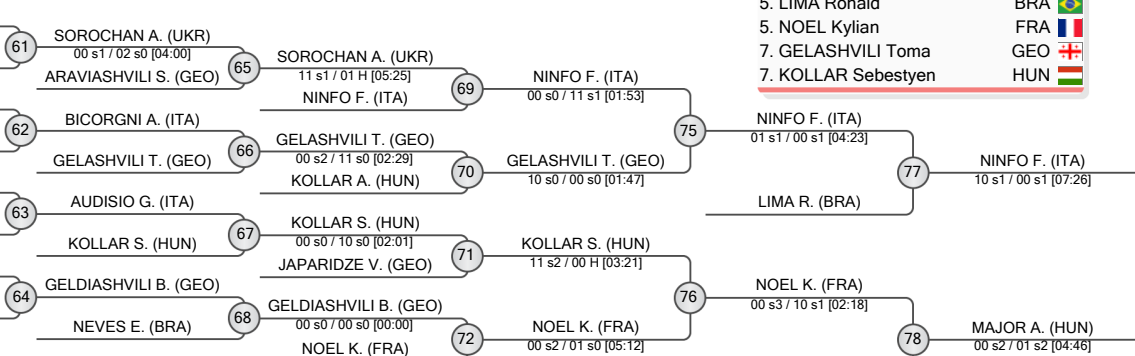 5. LIMA Ronald BRA
5. NOEL Kylian FRA
7. GELASHVILI Toma GEO
7. KOLLAR Sebestyen HUN
61
SOROCHAN A. (UKR)
00 s1 / 02 s0 [04:00]
ARAVIASHVILI S. (GEO)
62
BICORGNI A. (ITA)
GELASHVILI T. (GEO)
63
AUDISIO G. (ITA)
KOLLAR S. (HUN)
64
GELDIASHVILI B. (GEO)
NEVES E. (BRA)
65
SOROCHAN A. (UKR)
11 s1 / 01 H [05:25]
NINFO F. (ITA)
66
GELASHVILI T. (GEO)
00 s2 / 11 s0 [02:29]
KOLLAR A. (HUN)
67
KOLLAR S. (HUN)
00 s0 / 10 s0 [02:01]
JAPARIDZE V. (GEO)
68
GELDIASHVILI B. (GEO)
00 s0 / 00 s0 [00:00]
NOEL K. (FRA)
69
NINFO F. (ITA)
00 s0 / 11 s1 [01:53]
70
GELASHVILI T. (GEO)
10 s0 / 00 s0 [01:47]
71
KOLLAR S. (HUN)
11 s2 / 00 H [03:21]
72
NOEL K. (FRA)
00 s2 / 01 s0 [05:12]
75
NINFO F. (ITA)
01 s1 / 00 s1 [04:23]
LIMA R. (BRA)
76
NOEL K. (FRA)
00 s3 / 10 s1 [02:18]
77
NINFO F. (ITA)
10 s1 / 00 s1 [07:26]
78
MAJOR A. (HUN)
00 s2 / 01 s2 [04:46]